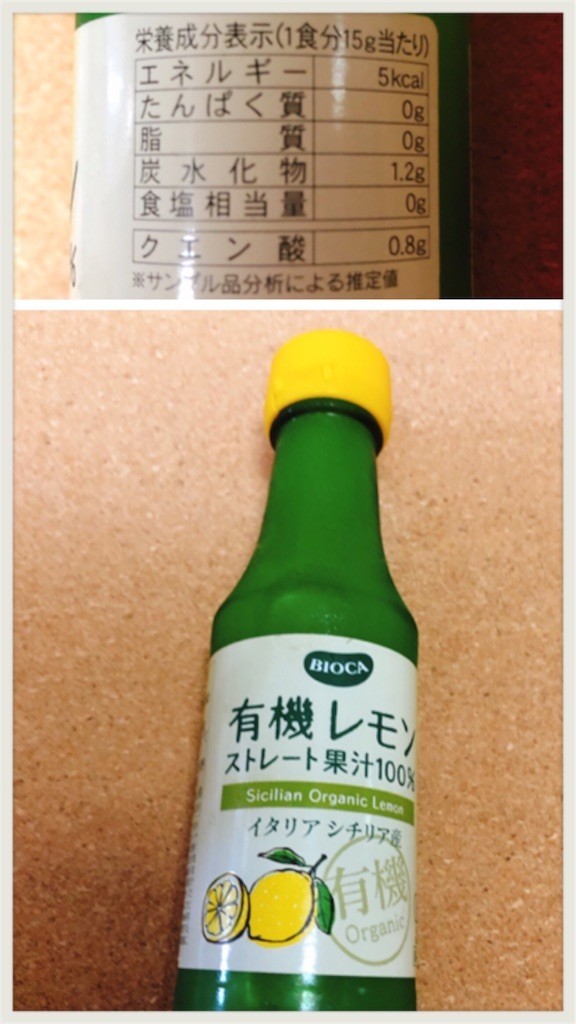 栄養成分表示(1食分15g当たり)
エネルギー 5kcal
たんぱく質 0g
脂質 0g
炭水化物 1.2g
食塩相当量 0g
クエン酸 0.8g
※サンプル品分析による推定値
BIOCA
有機レモン
ストレート果汁100%
Sicilian Organic Lemon
イタリア シチリア産
有機
Organic